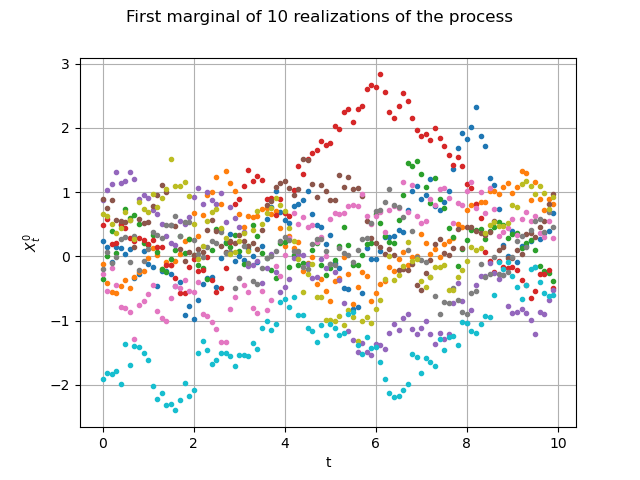 First marginal of 10 realizations of the process
3
2
1
0
−1
−2
X_t^0
0 2 4 6 8 10
t